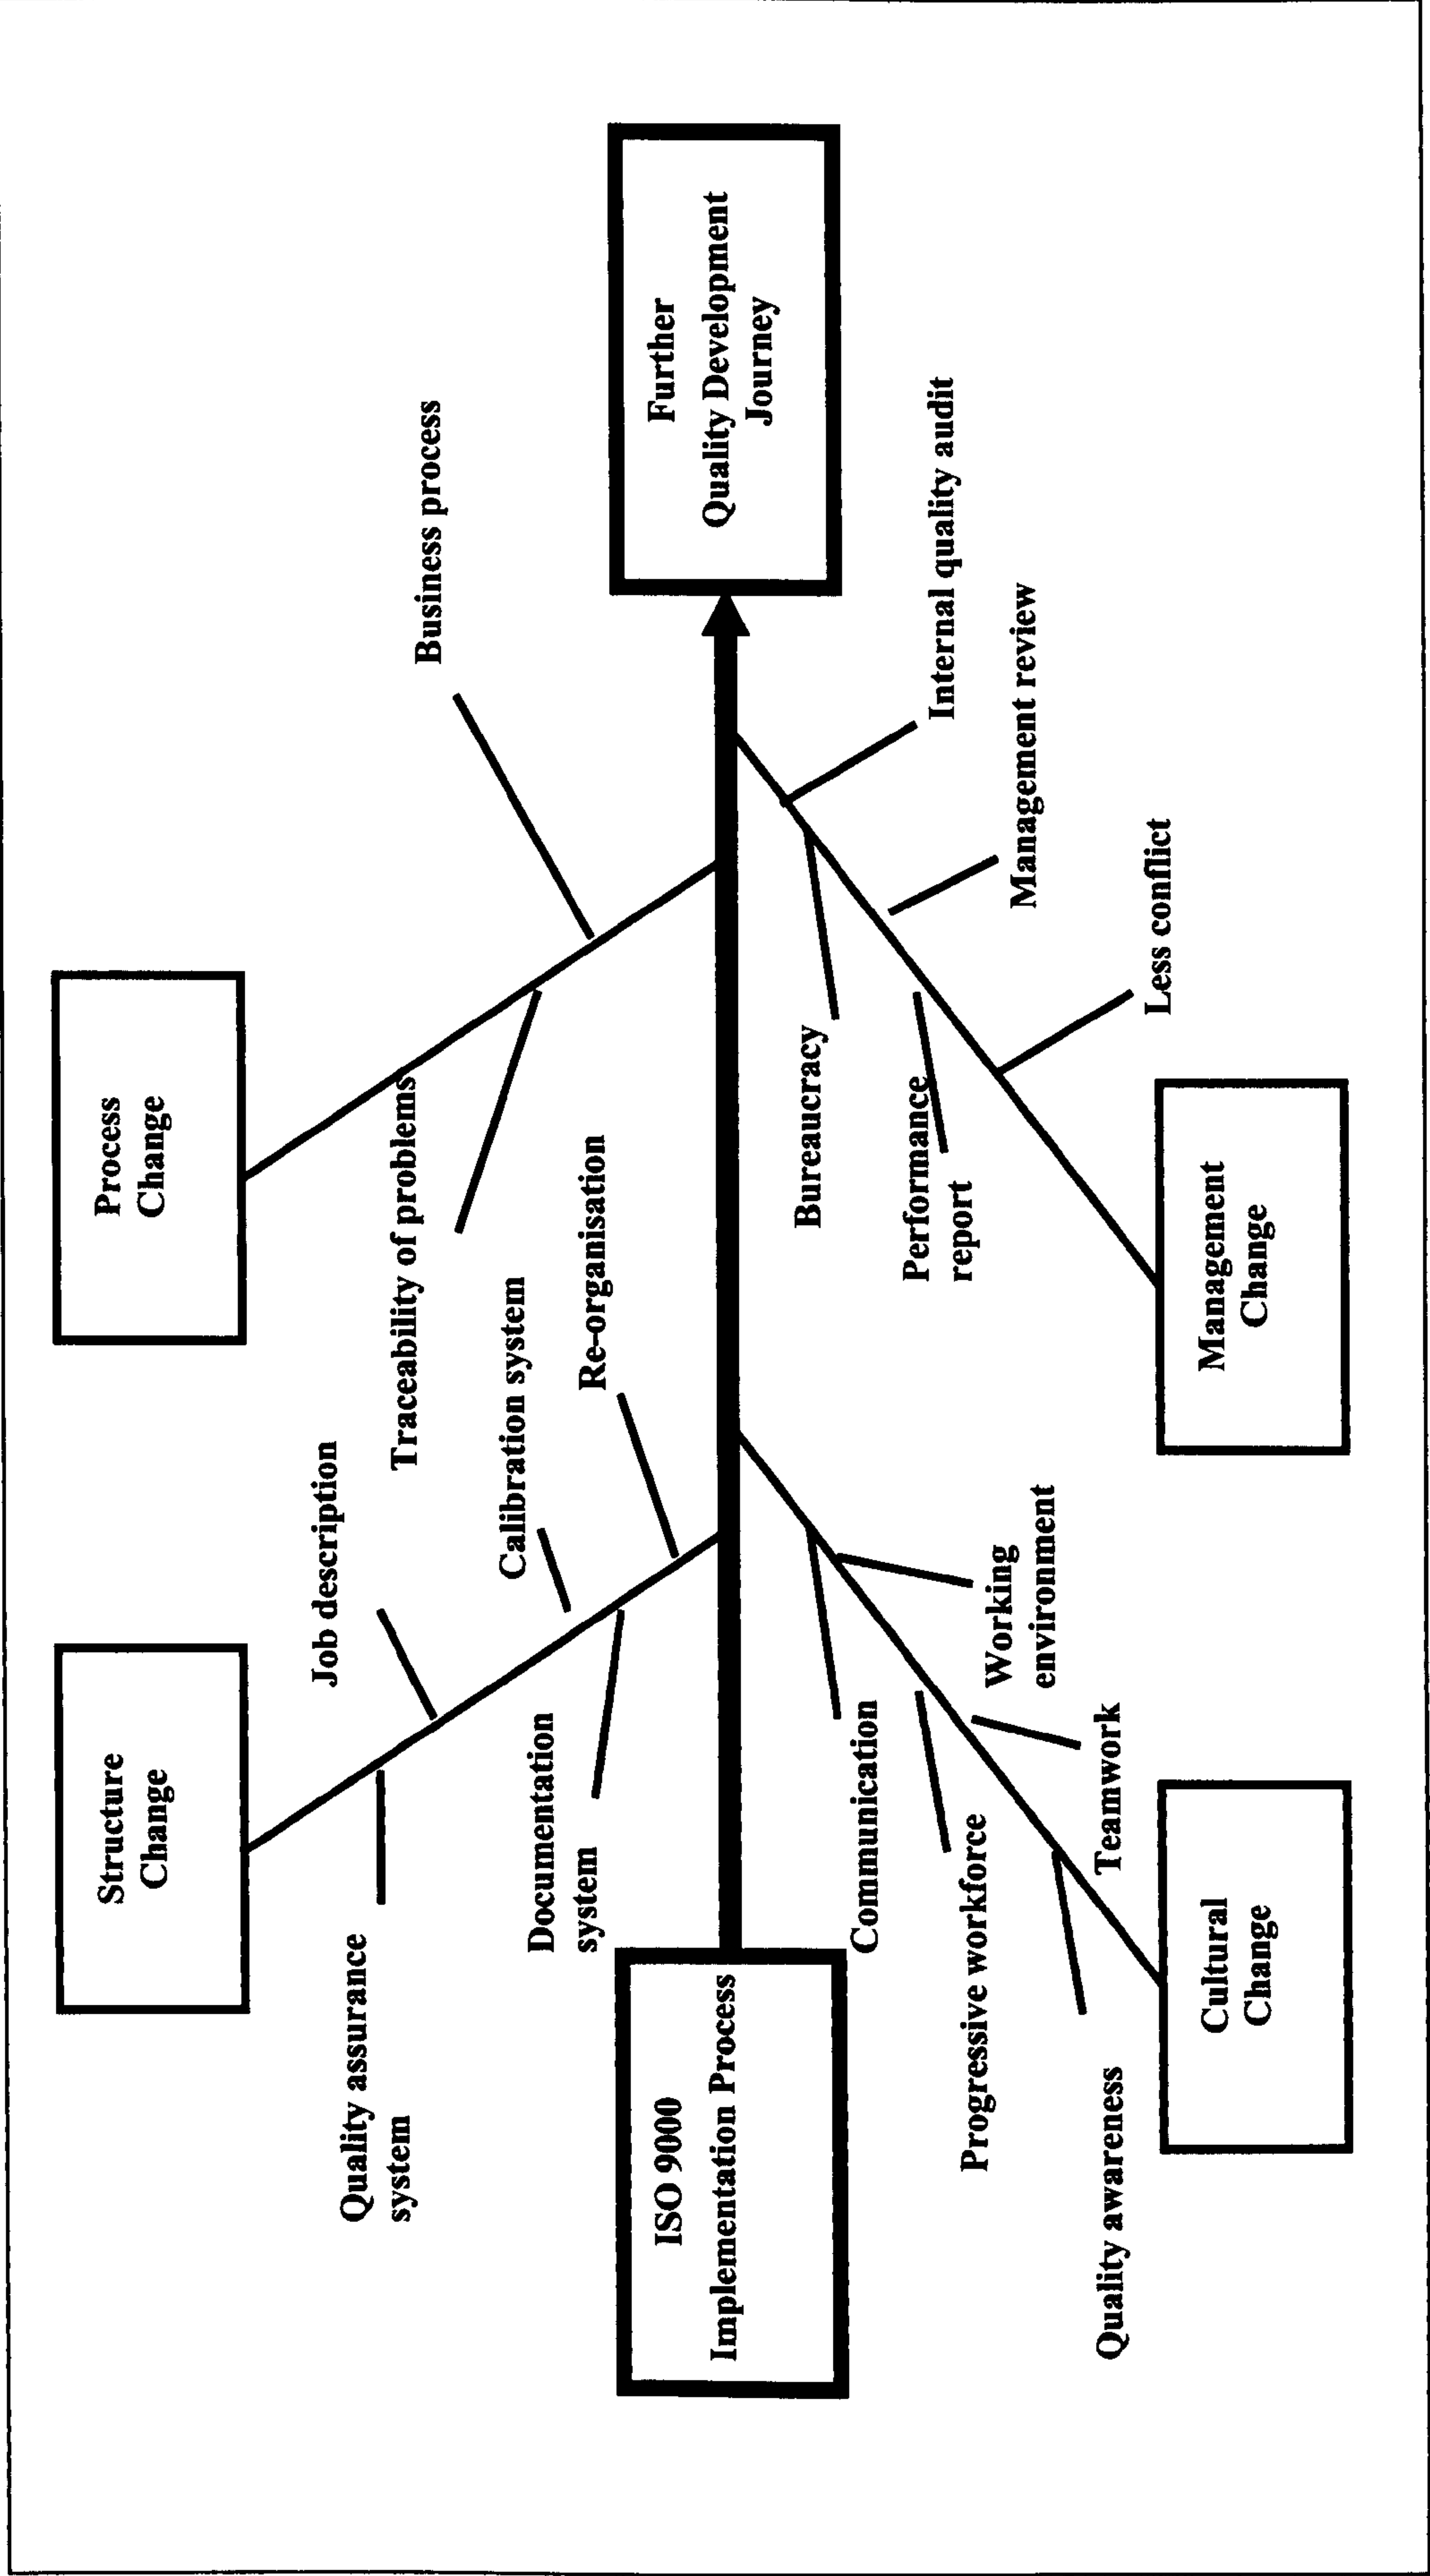 Structure
Change
Process
Change
Quality assurance
system
Job description
Documentation
system
Calibration system
Re-organisation
Traceability of problems
Business process
ISO 9000
Implementation Process
Further
Quality Development
Journey
Communication
Working
environment
Progressive workforce
Teamwork
Quality awareness
Bureaucracy
Internal quality audit
Performance
report
Management review
Less conflict
Cultural
Change
Management
Change